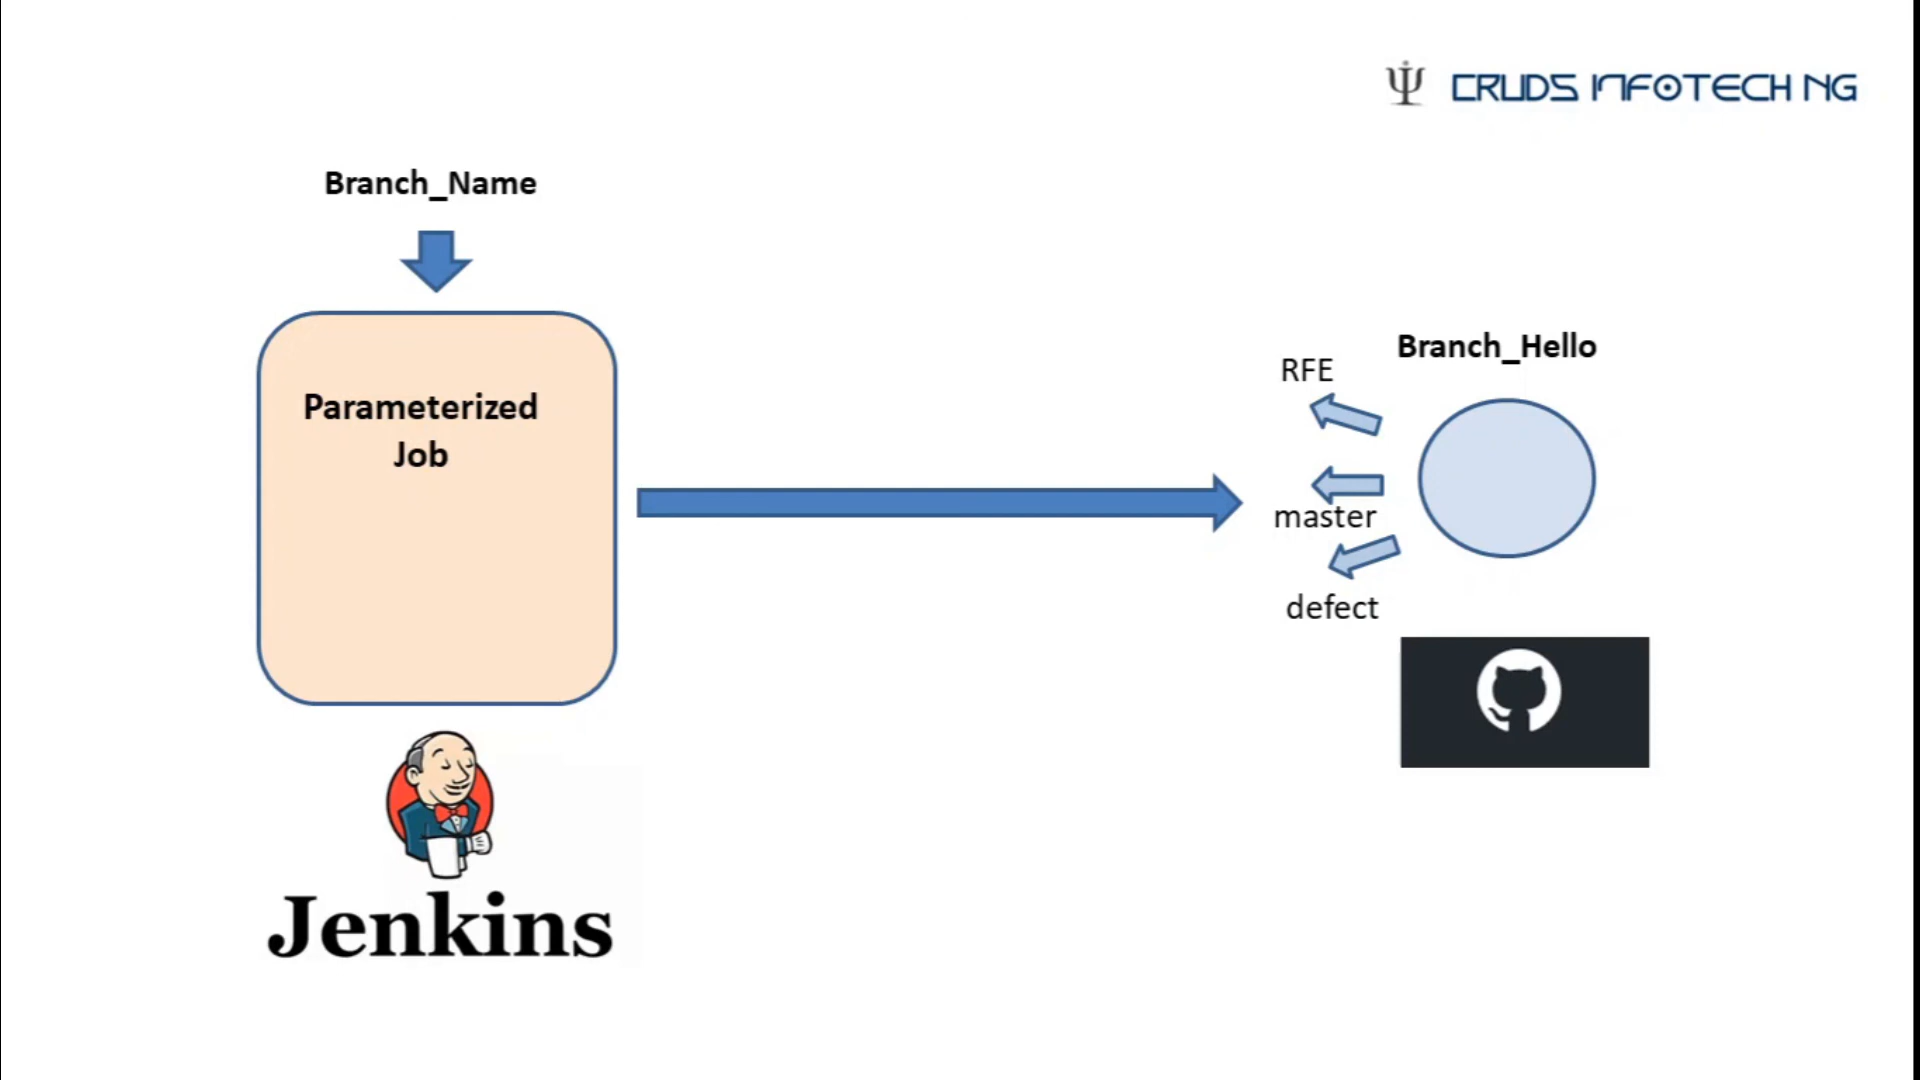 CRUDS INFOTECH NG
Branch_Name
Parameterized
Job
Branch_Hello
RFE
master
defect
Jenkins